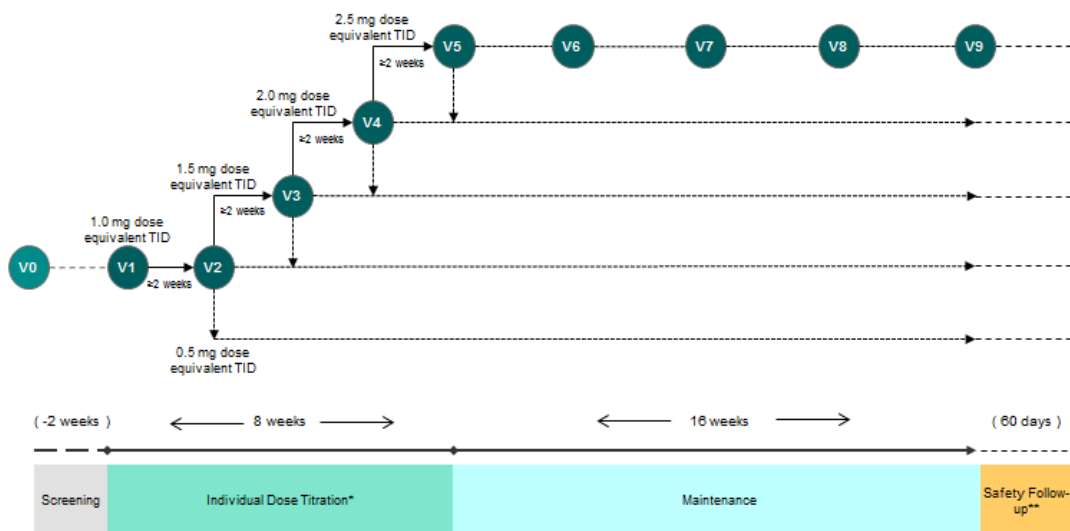 2.5 mg dose
equivalent TID
V5
V6
V7
V8
V9
≥2 weeks
2.0 mg dose
equivalent TID
V4
≥2 weeks
1.5 mg dose
equivalent TID
V3
≥2 weeks
1.0 mg dose
equivalent TID
V0
V1
V2
≥2 weeks
0.5 mg dose
equivalent TID
( -2 weeks )
8 weeks
16 weeks
( 60 days )
Screening
Individual Dose Titration*
Maintenance
Safety Follow-
up**